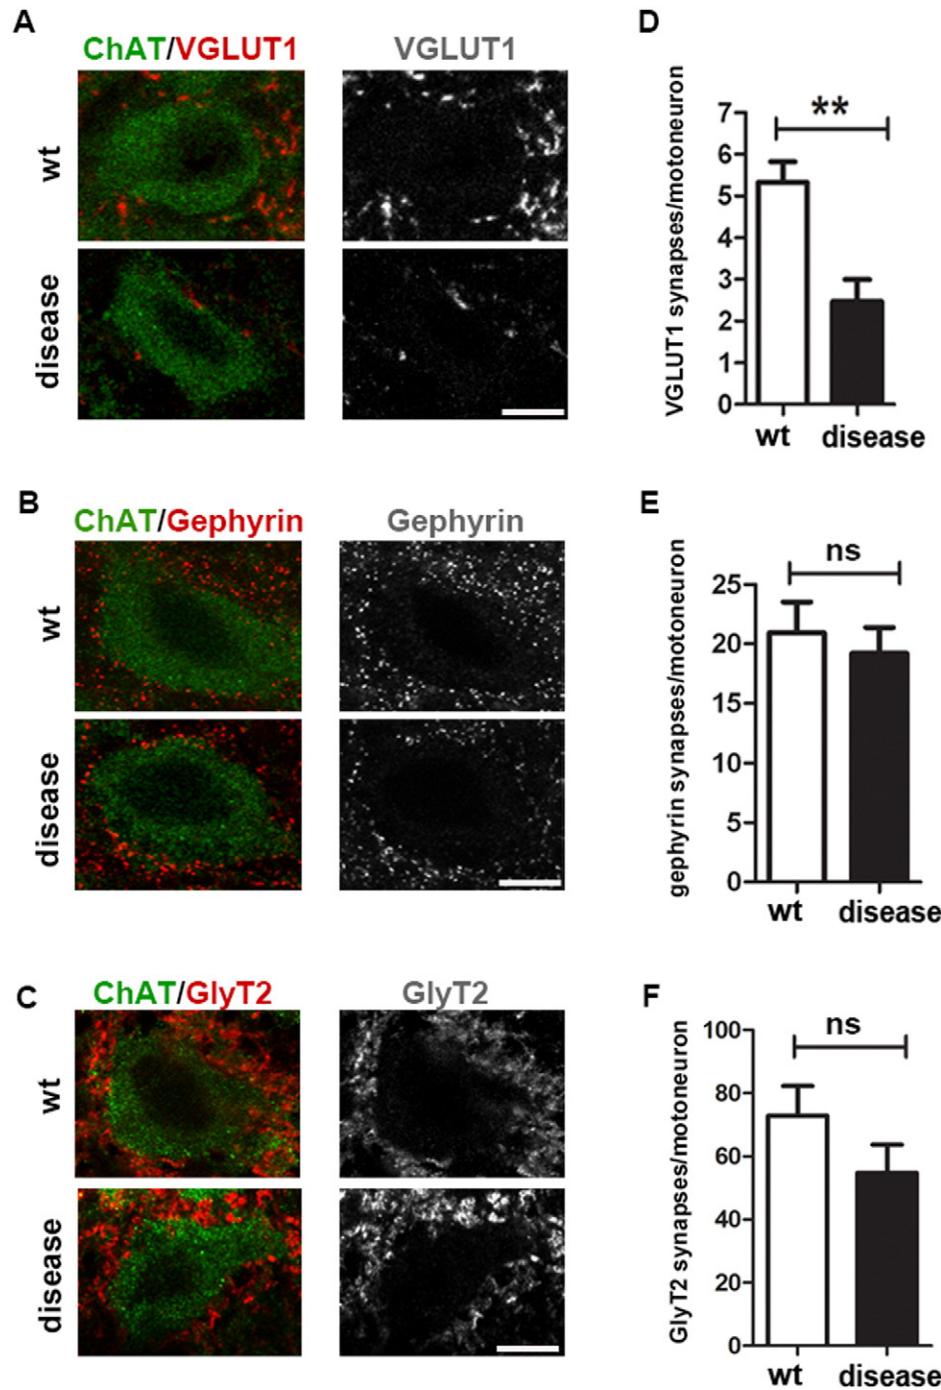 A
ChAT/VGLUT1
VGLUT1
wt
disease
D
VGLUT1 synapses/motoneuron
7
6
5
4
3
2
1
0
**
wt
disease
B
ChAT/Gephyrin
Gephyrin
wt
disease
E
gephyrin synapses/motoneuron
25
20
15
10
5
0
ns
wt
disease
C
ChAT/GlyT2
GlyT2
wt
disease
F
GlyT2 synapses/motoneuron
100
80
60
40
20
0
ns
wt
disease